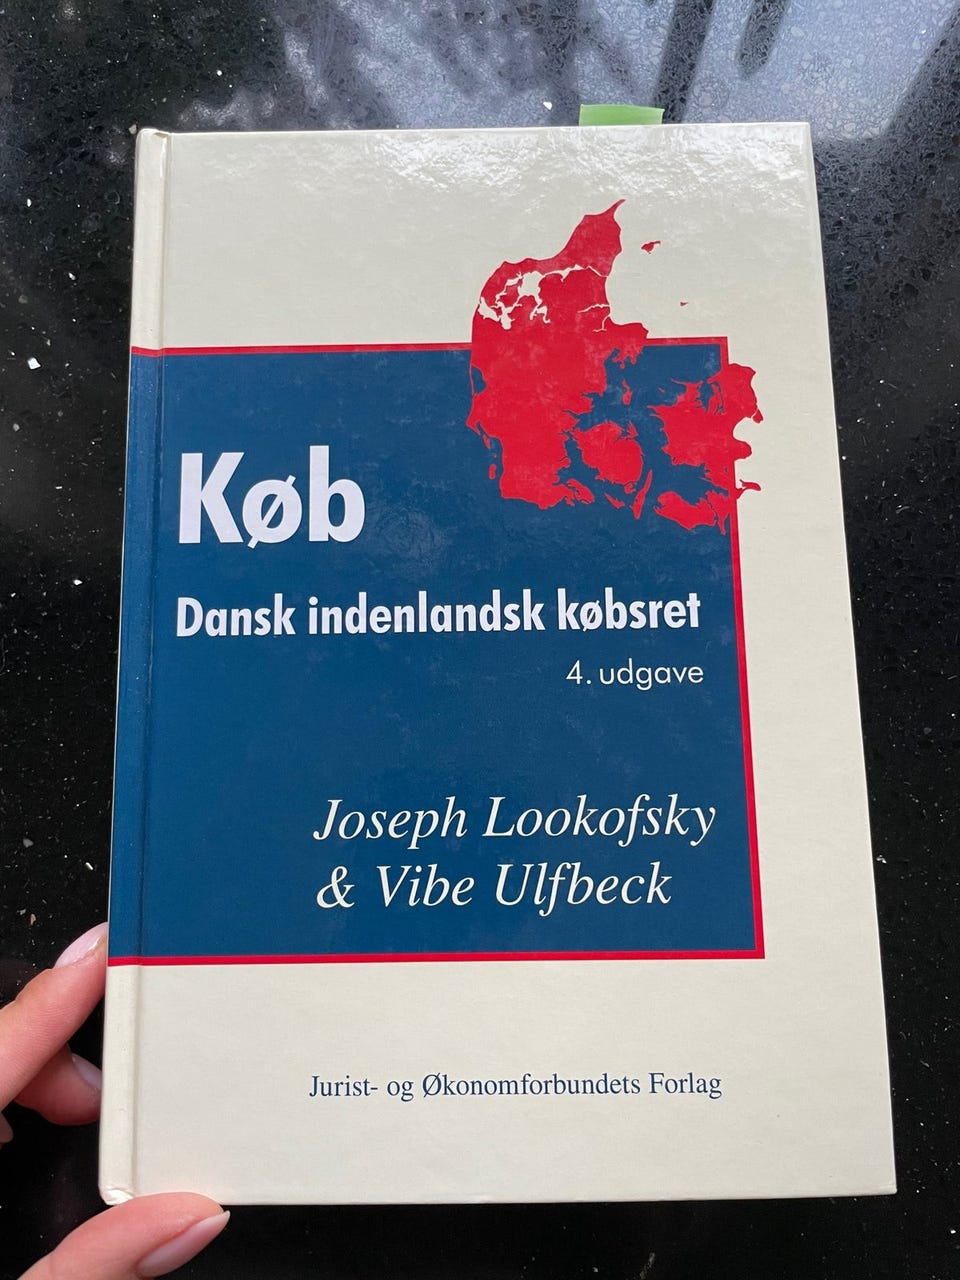 Køb
Dansk indenlandsk købsret
4. udgave
Joseph Lookofsky
& Vibe Ulfbeck
Jurist- og Økonomforbundets Forlag